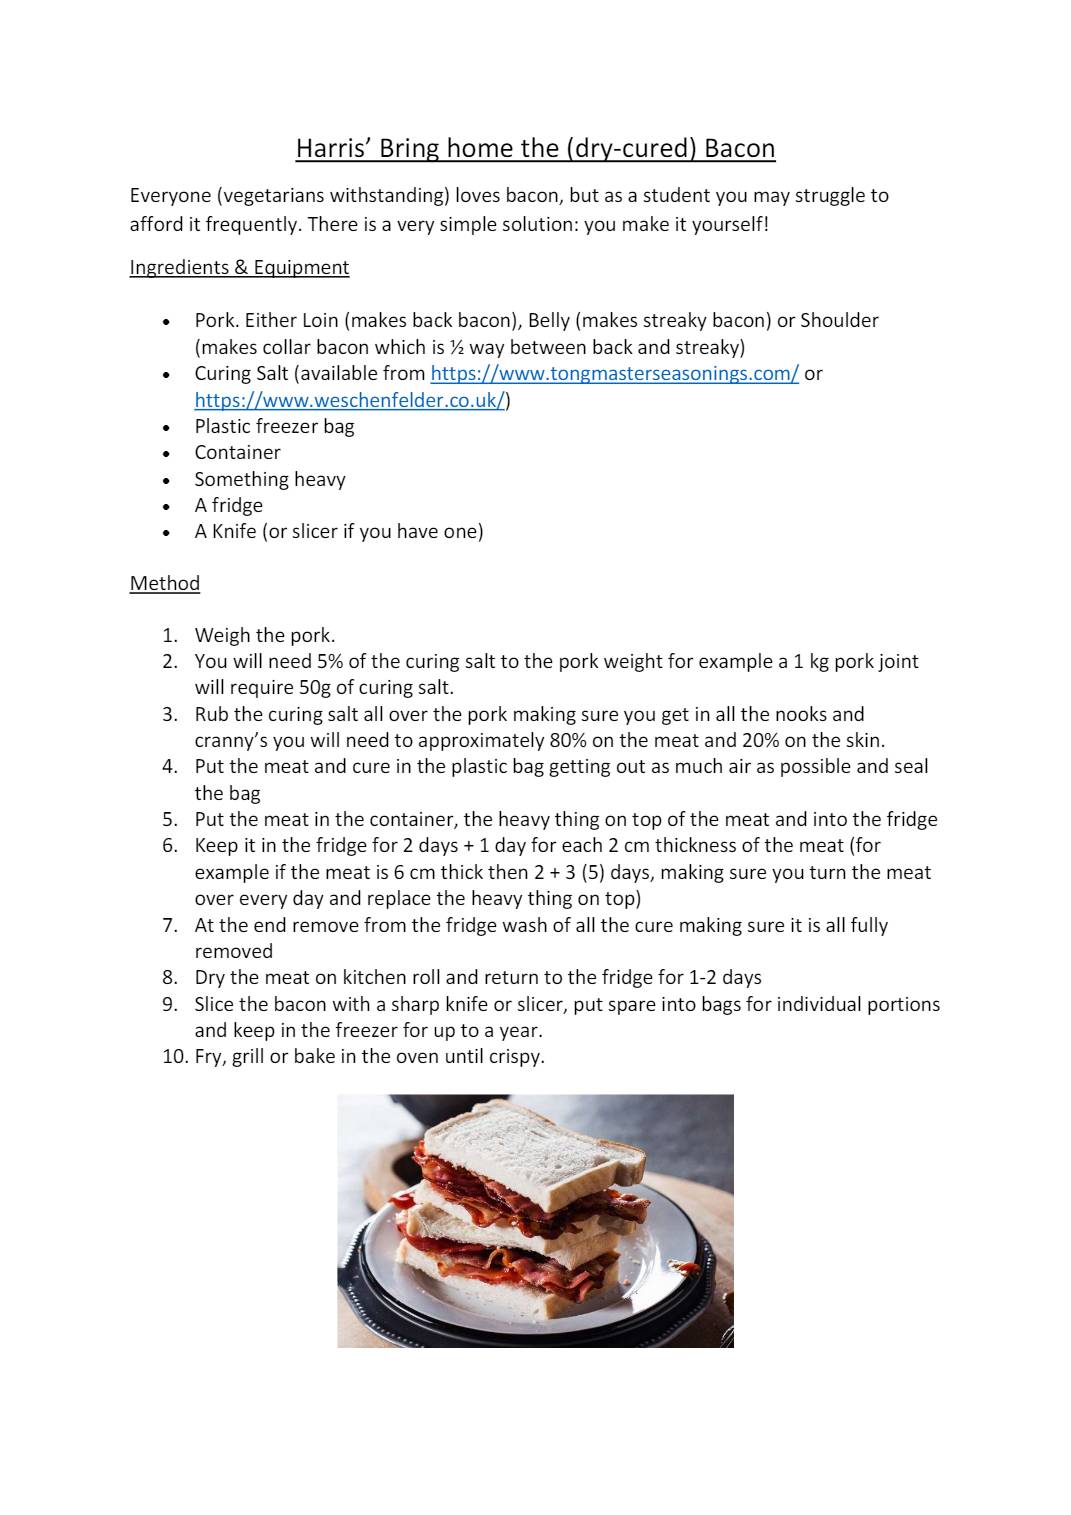 Harris’ Bring home the (dry-cured) Bacon
Everyone (vegetarians withstanding) loves bacon, but as a student you may struggle to
afford it frequently. There is a very simple solution: you make it yourself!
Ingredients & Equipment
• Pork. Either Loin (makes back bacon), Belly (makes streaky bacon) or Shoulder
(makes collar bacon which is ½ way between back and streaky)
• Curing Salt (available from https://www.tongmasterseasonings.com/ or
https://www.weschenfelder.co.uk/)
• Plastic freezer bag
• Container
• Something heavy
• A fridge
• A Knife (or slicer if you have one)
Method
1. Weigh the pork.
2. You will need 5% of the curing salt to the pork weight for example a 1 kg pork joint
will require 50g of curing salt.
3. Rub the curing salt all over the pork making sure you get in all the nooks and
cranny’s you will need to approximately 80% on the meat and 20% on the skin.
4. Put the meat and cure in the plastic bag getting out as much air as possible and seal
the bag
5. Put the meat in the container, the heavy thing on top of the meat and into the fridge
6. Keep it in the fridge for 2 days + 1 day for each 2 cm thickness of the meat (for
example if the meat is 6 cm thick then 2 + 3 (5) days, making sure you turn the meat
over every day and replace the heavy thing on top)
7. At the end remove from the fridge wash of all the cure making sure it is all fully
removed
8. Dry the meat on kitchen roll and return to the fridge for 1-2 days
9. Slice the bacon with a sharp knife or slicer, put spare into bags for individual portions
and keep in the freezer for up to a year.
10. Fry, grill or bake in the oven until crispy.